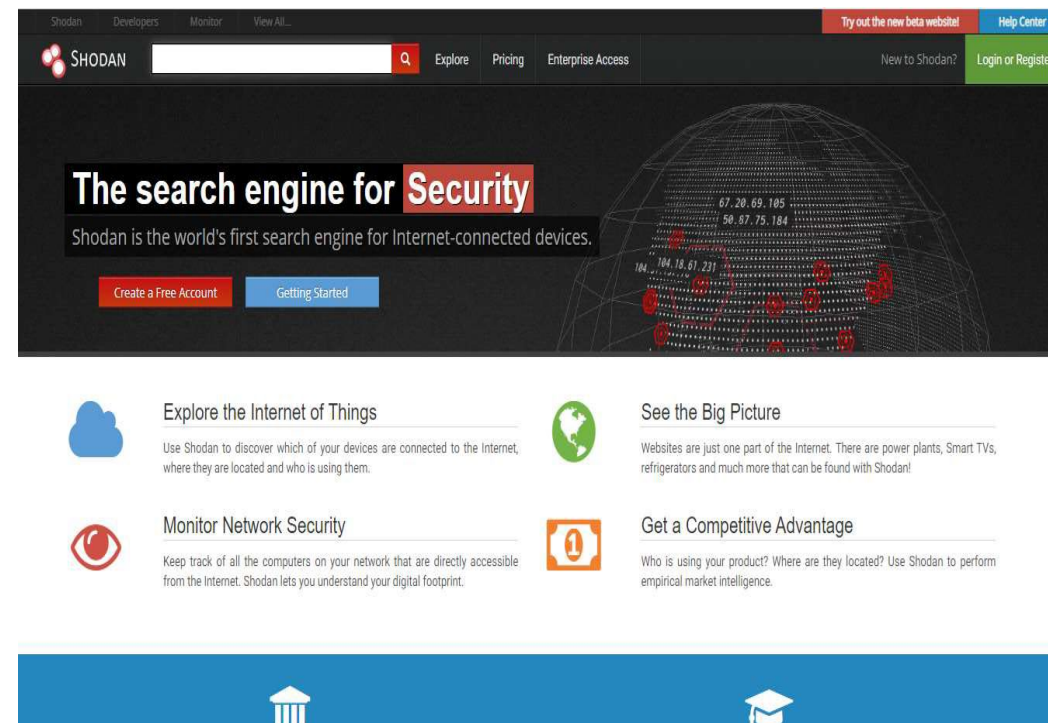 Shodan Developers Monitor View All... Try out the new beta website! Help Center
SHODAN Explore Pricing Enterprise Access New to Shodan? Login or Registe
The search engine for Security
Shodan is the world's first search engine for Internet-connected devices.
Create a Free Account Getting Started
67.20.69.105
50.87.75.184
104.18.61.231
104.
Explore the Internet of Things
Use Shodan to discover which of your devices are connected to the Internet,
where they are located and who is using them.
See the Big Picture
Websites are just one part of the Internet. There are power plants, Smart TVs,
refrigerators and much more that can be found with Shodan!
Monitor Network Security
Keep track of all the computers on your network that are directly accessible
from the Internet. Shodan lets you understand your digital footprint.
1
Get a Competitive Advantage
Who is using your product? Where are they located? Use Shodan to perform
empirical market intelligence.